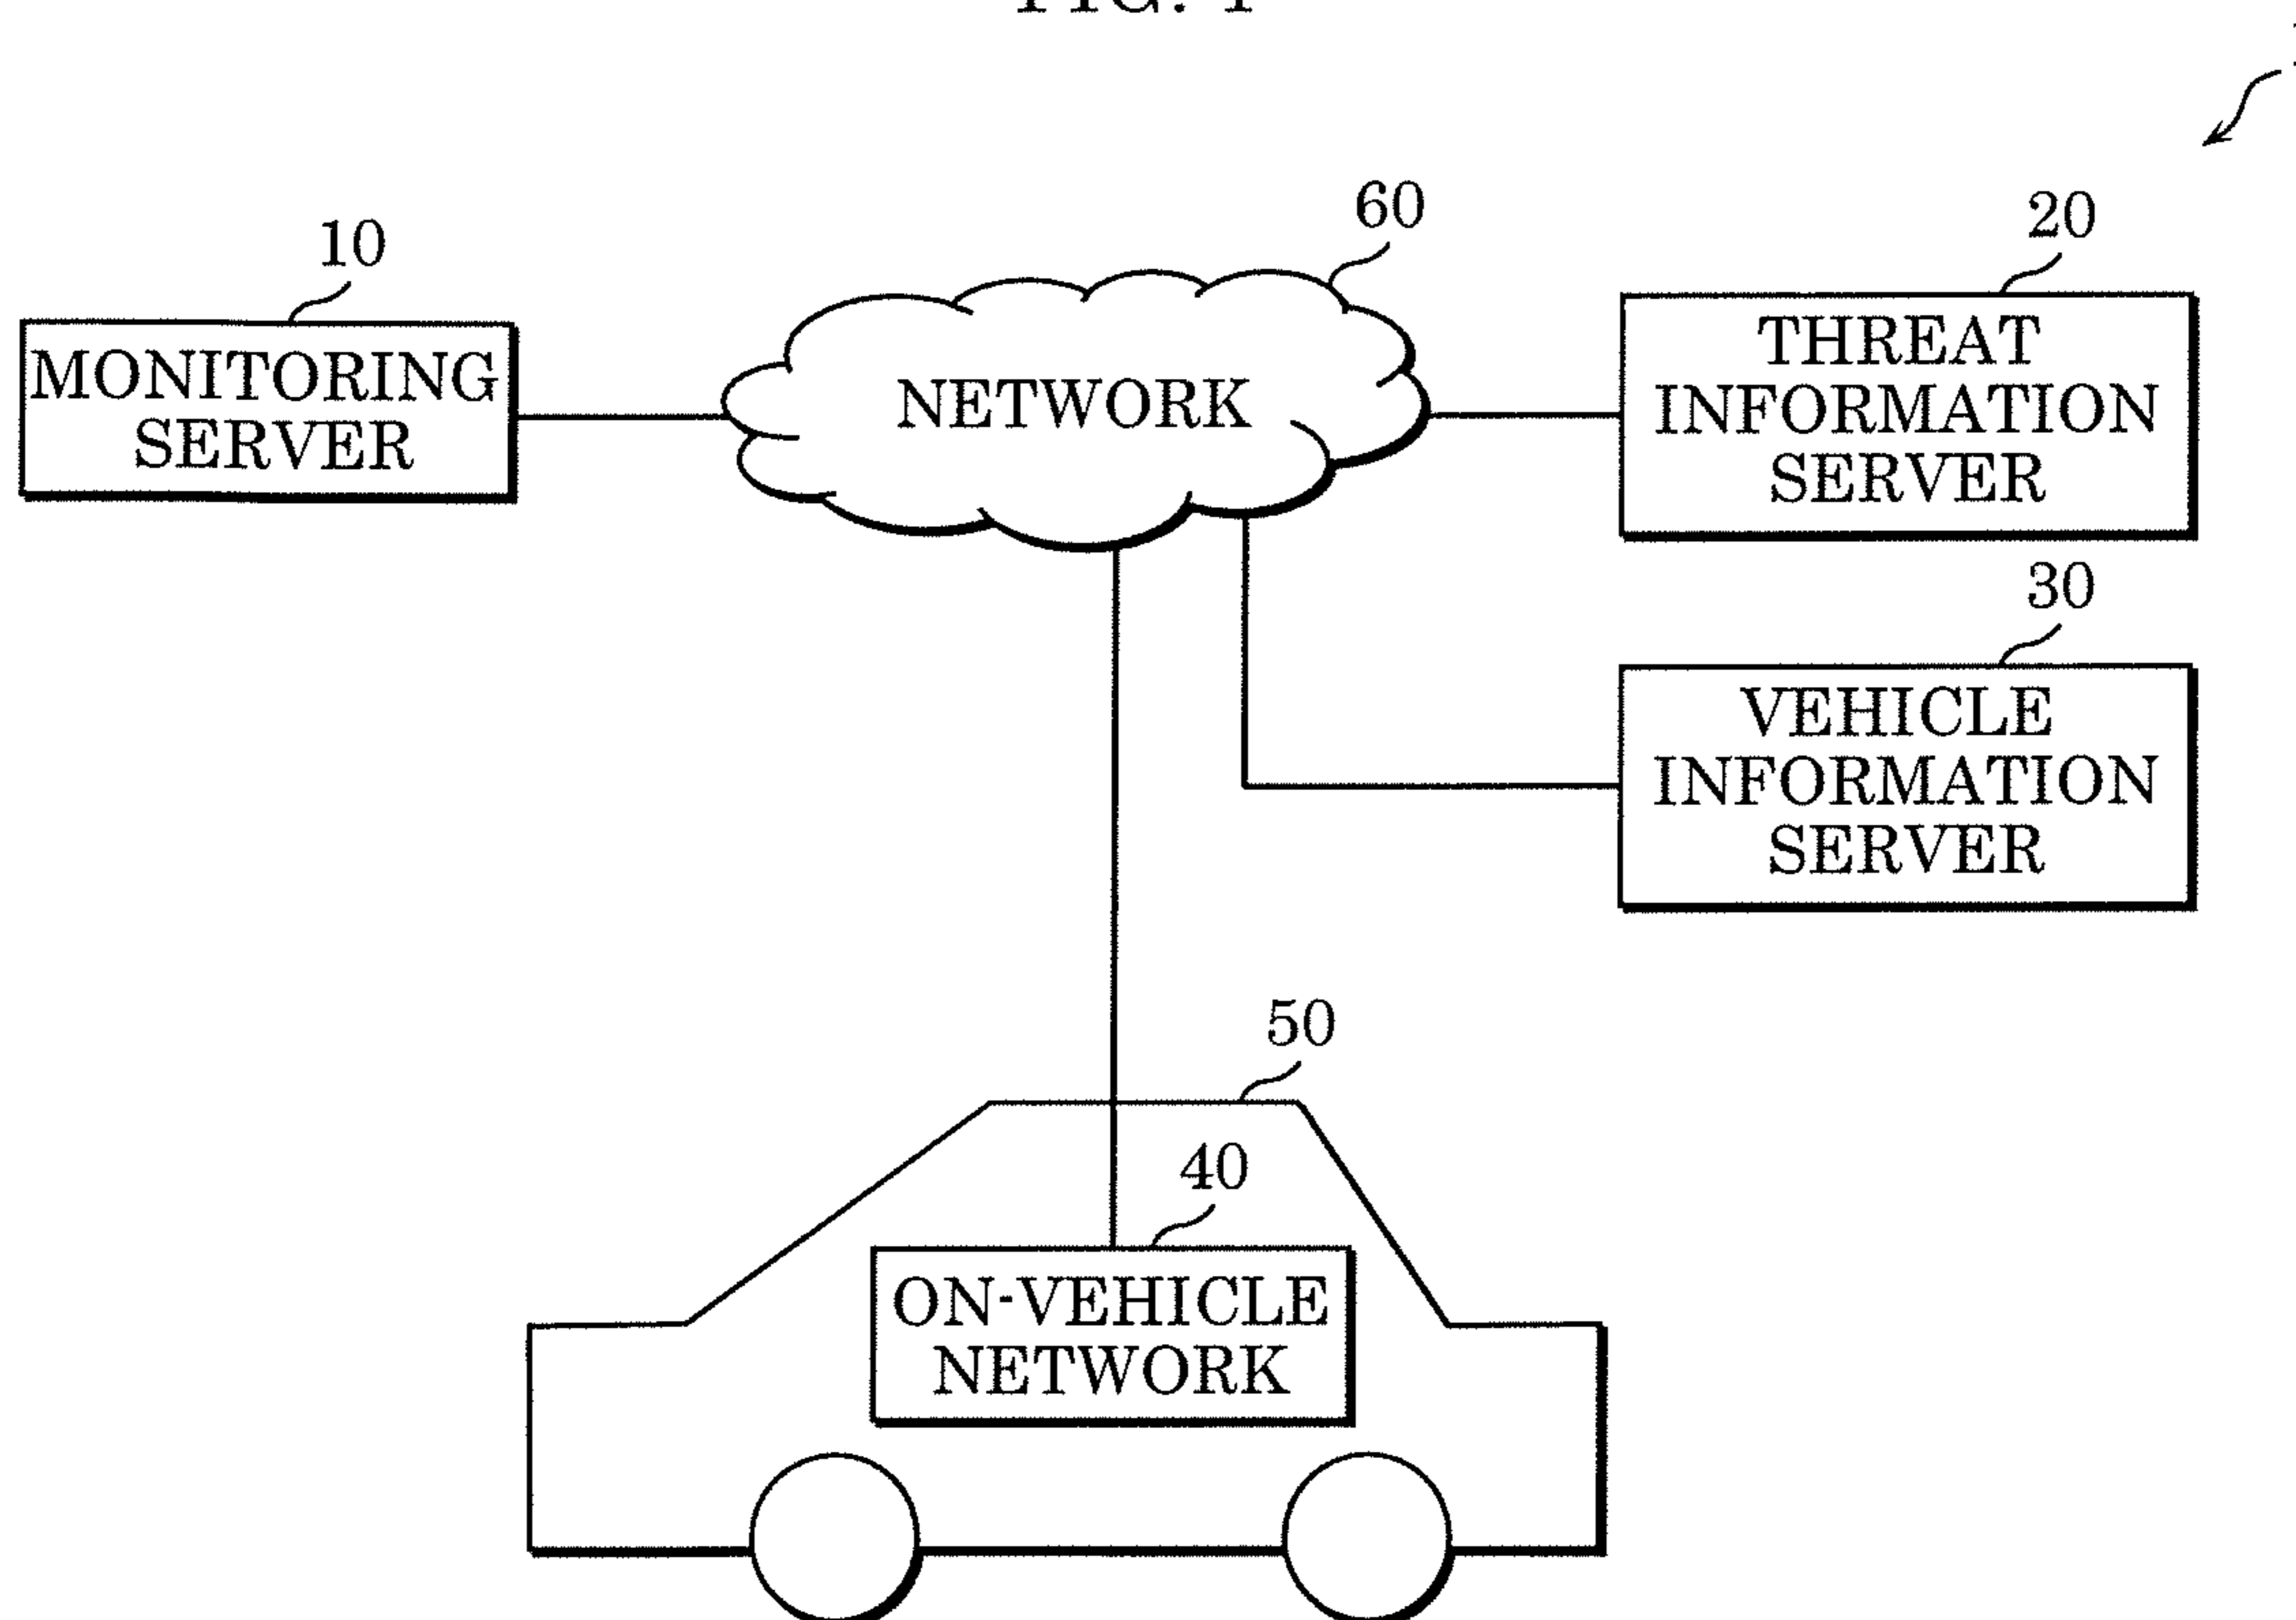 10
MONITORING
SERVER
60
NETWORK
20
THREAT
INFORMATION
SERVER
30
VEHICLE
INFORMATION
SERVER
50
40
ON-VEHICLE
NETWORK